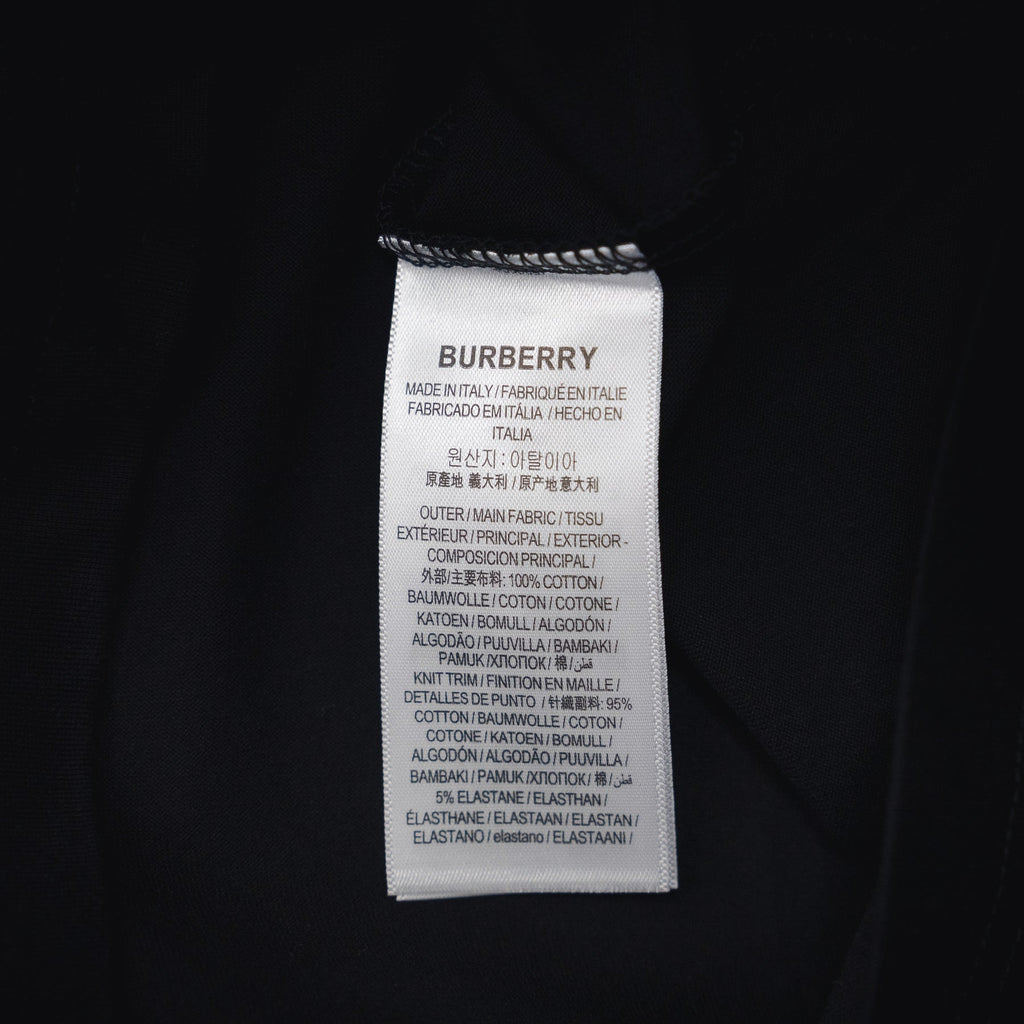 BURBERRY
MADE IN ITALY / FABRIQUÉ EN ITALIE
FABRICADO EM ITÁLIA / HECHO EN
ITALIA
원산지 : 아탈이아
原產地 義大利 / 原产地意大利
OUTER / MAIN FABRIC / TISSU
EXTÉRIEUR / PRINCIPAL / EXTERIOR -
COMPOSICION PRINCIPAL /
外部/主要布料: 100% COTTON /
BAUMWOLLE / COTON / COTONE /
KATOEN / BOMULL / ALGODÓN /
ALGODÃO / PUUVILLA / BAMBAKI /
PAMUK /ХЛОПОК / 棉 / قطن
KNIT TRIM / FINITION EN MAILLE /
DETALLES DE PUNTO / 针織副料: 95%
COTTON / BAUMWOLLE / COTON /
COTONE / KATOEN / BOMULL /
ALGODÓN / ALGODÃO / PUUVILLA /
BAMBAKI / PAMUK /ХЛОПОК / 棉 / قطن
5% ELASTANE / ELASTHAN /
ÉLASTHANE / ELASTAAN / ELASTAN /
ELASTANO / elastano / ELASTAANI /